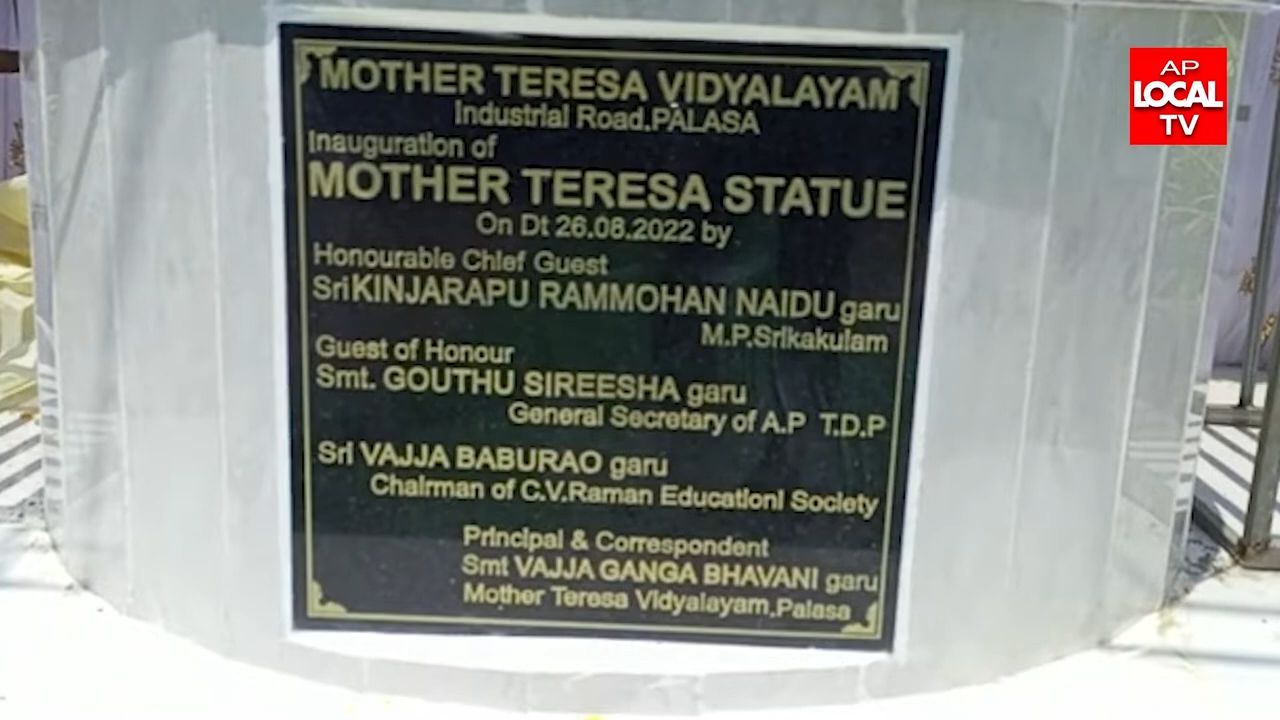 MOTHER TERESA VIDYALAYAM
Industrial Road.PALASA
Inauguration of
MOTHER TERESA STATUE
On Dt 26.08.2022 by
Honourable Chief Guest
Sri KINJARAPU RAMMOHAN NAIDU garu
M.P.Srikakulam
Guest of Honour
Smt. GOUTHU SIREESHA garu
General Secretary of A.P T.D.P
Sri VAJJA BABURAO garu
Chairman of C.V.Raman Educationl Society
Principal & Correspondent
Smt VAJJA GANGA BHAVANI garu
Mother Teresa Vidyalayam,Palasa
AP
LOCAL
TV